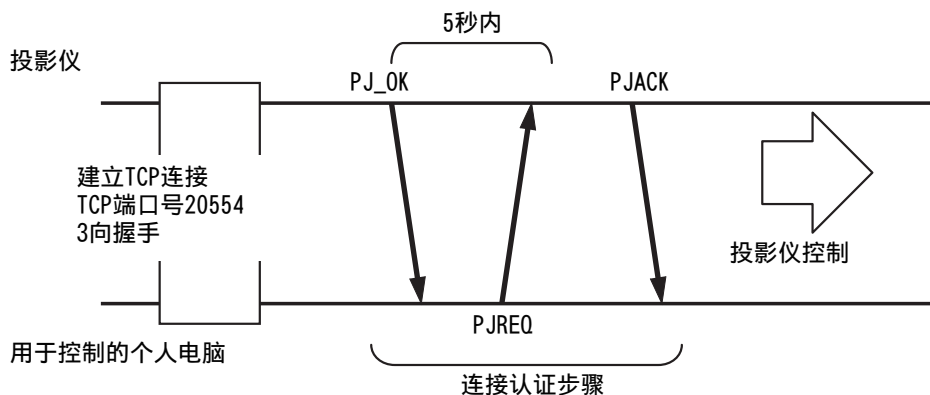 5秒内
投影仪
PJ_OK
PJACK
建立TCP连接
TCP端口号20554
3向握手
投影仪控制
PJREQ
用于控制的个人电脑
连接认证步骤